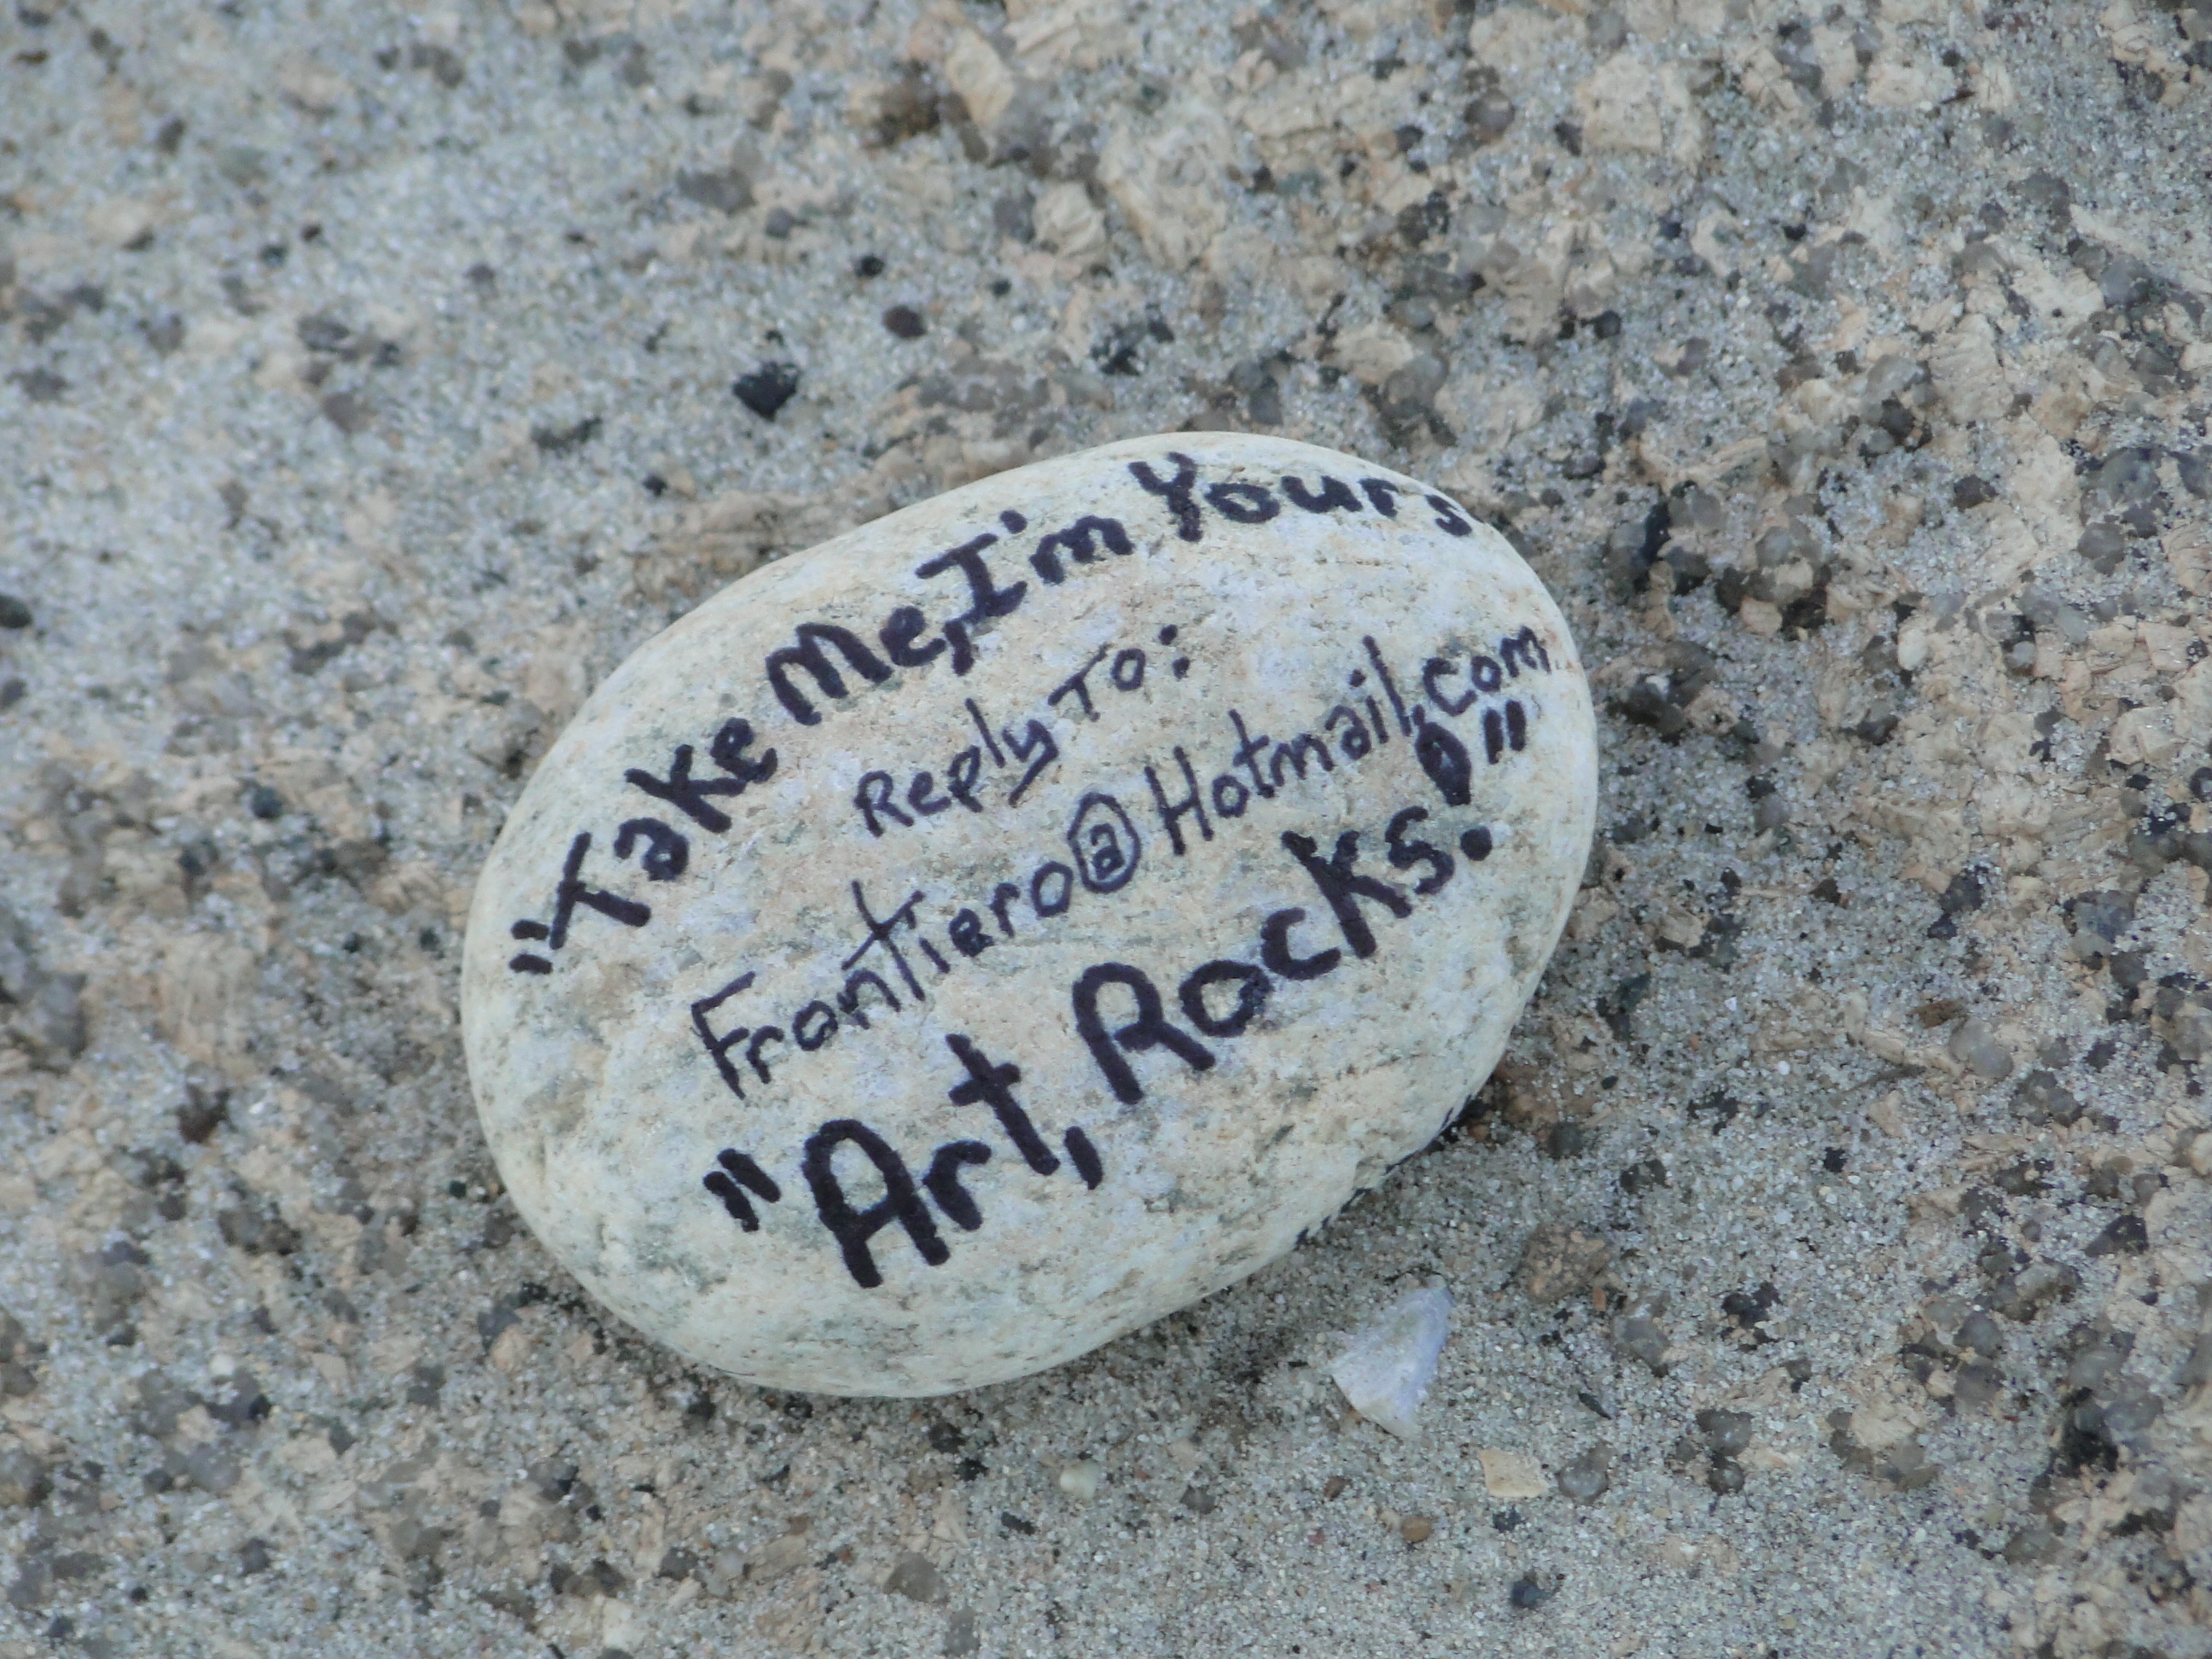 "Take Me, I'm Yours
Reply To:
Frontiero@Hotmail.com
"Art, Rocks!"